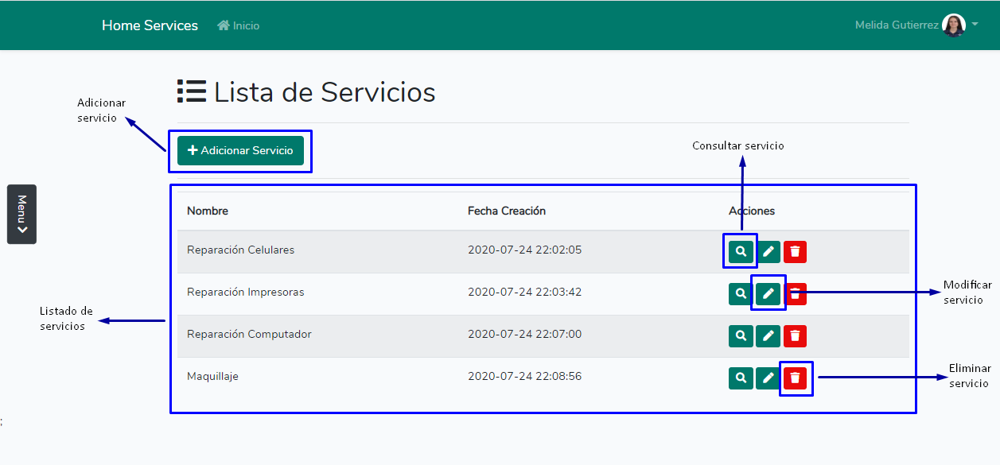 Home Services Inicio Melida Gutierrez
Lista de Servicios
Adicionar
servicio
Adicionar Servicio
Consultar servicio
Menu
Nombre Fecha Creación Acciones
Reparación Celulares 2020-07-24 22:02:05
Reparación Impresoras 2020-07-24 22:03:42
Modificar
servicio
Listado de
servicios
Reparación Computador 2020-07-24 22:07:00
Maquillaje 2020-07-24 22:08:56
Eliminar
servicio
;